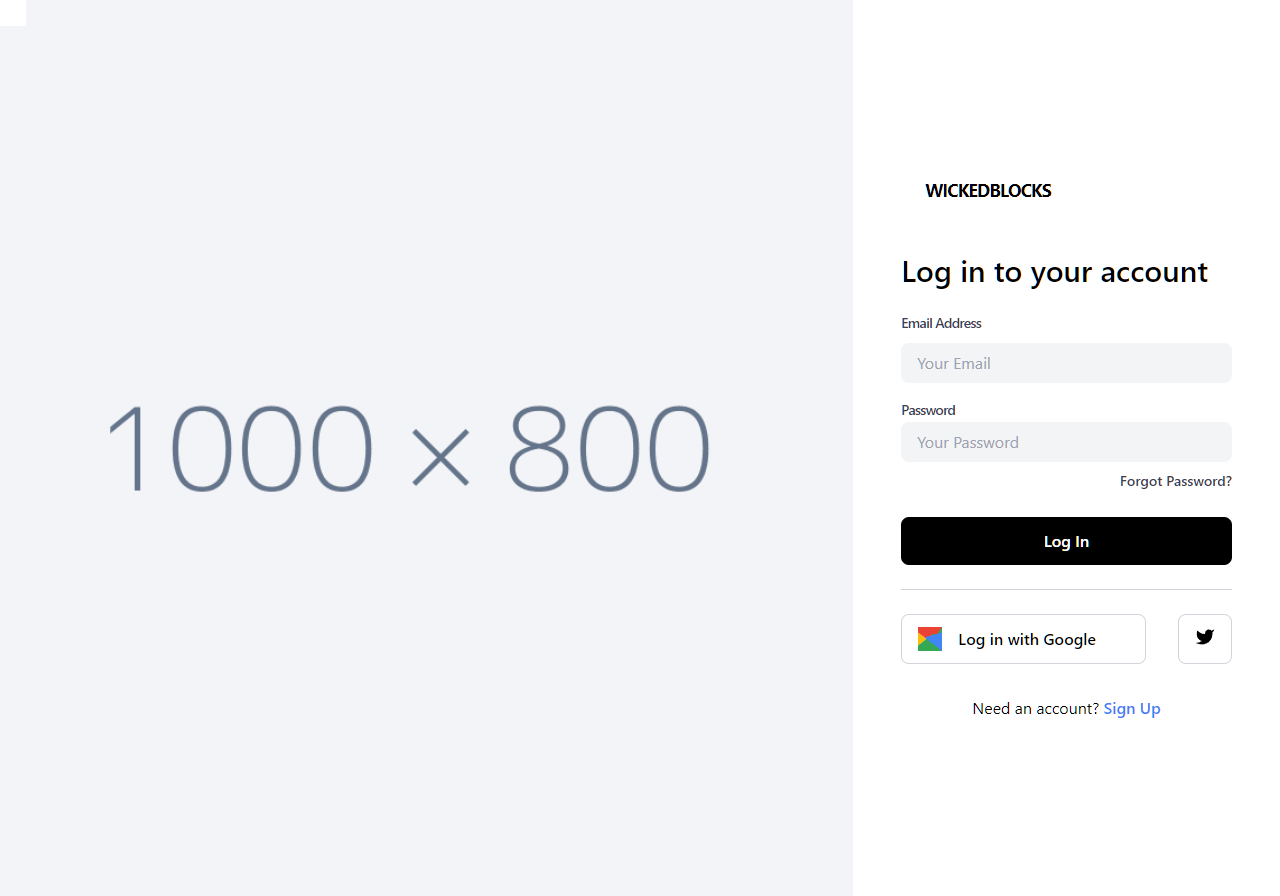 1000 × 800
WICKEDBLOCKS
Log in to your account
Email Address
Your Email
Password
Your Password
Forgot Password?
Log In
Log in with Google
Need an account? Sign Up